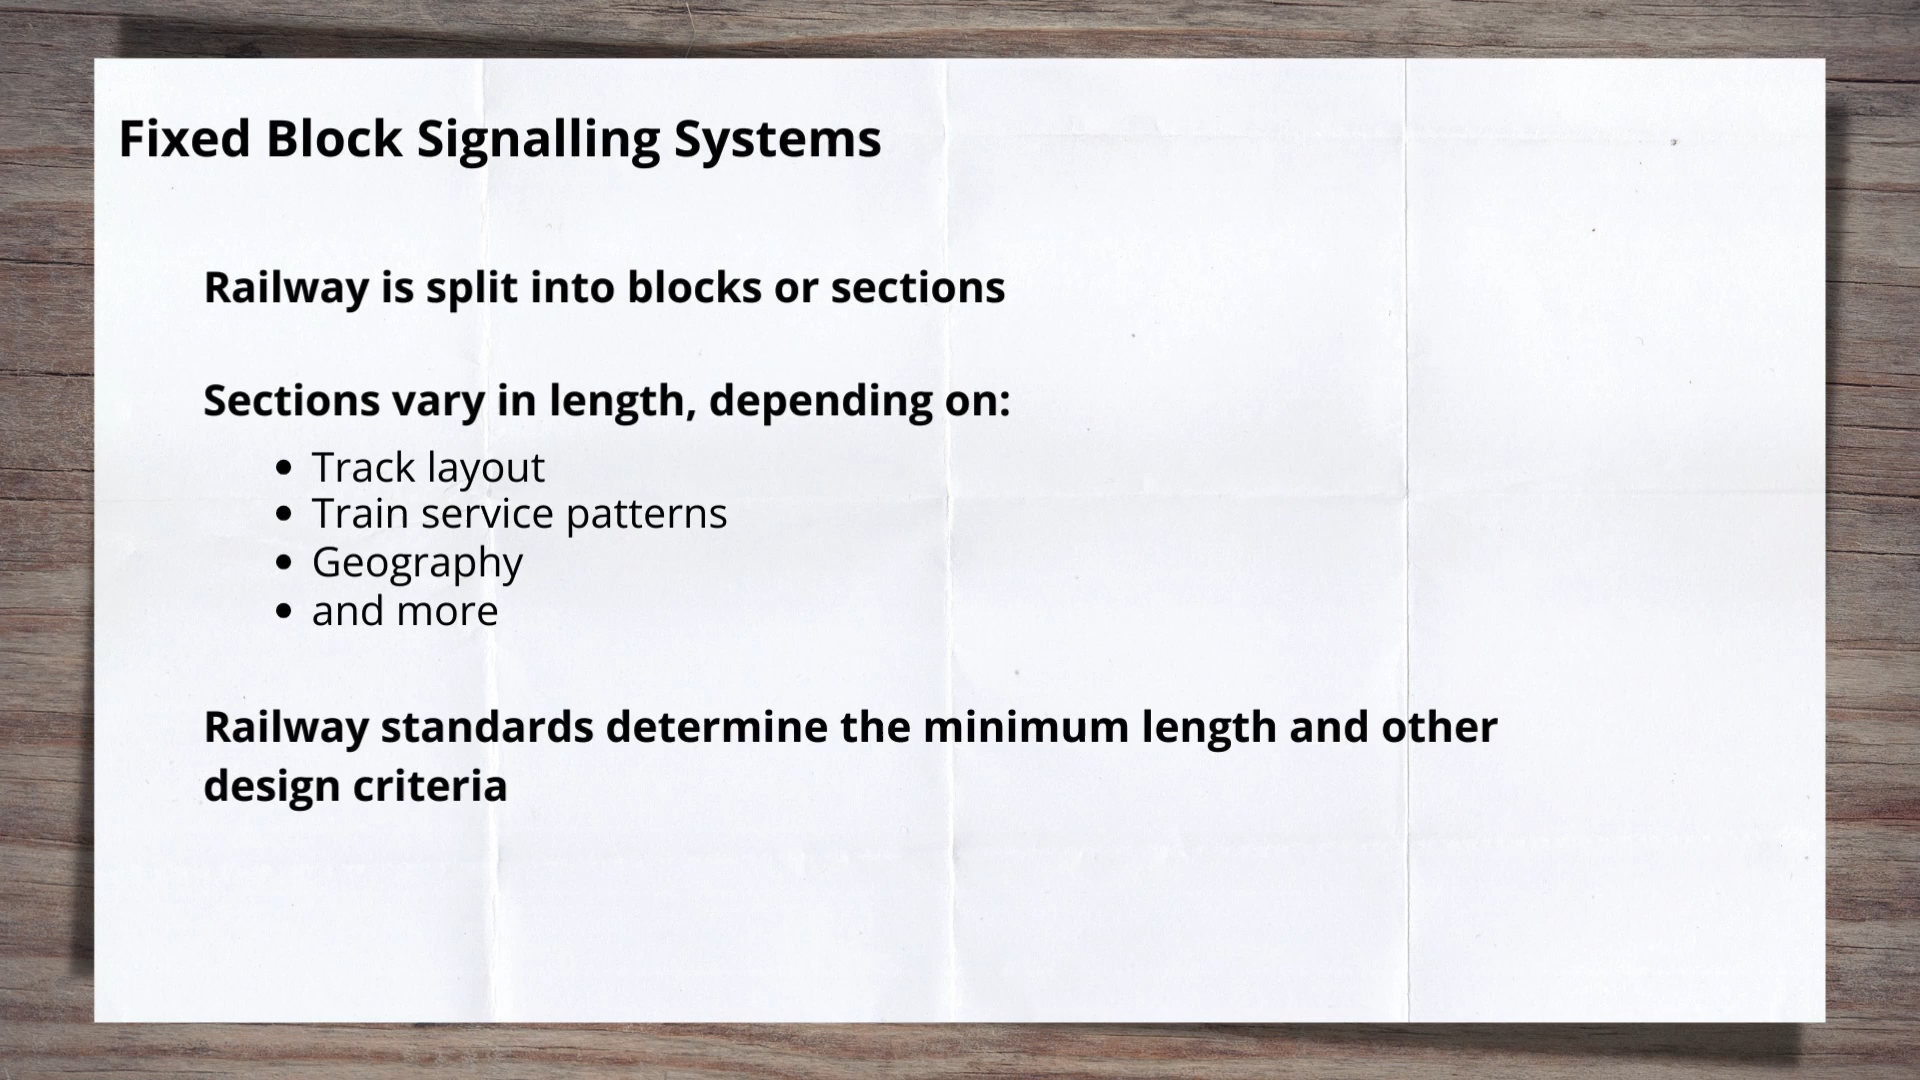 Fixed Block Signalling Systems
Railway is split into blocks or sections
Sections vary in length, depending on:
• Track layout
• Train service patterns
• Geography
• and more
Railway standards determine the minimum length and other
design criteria